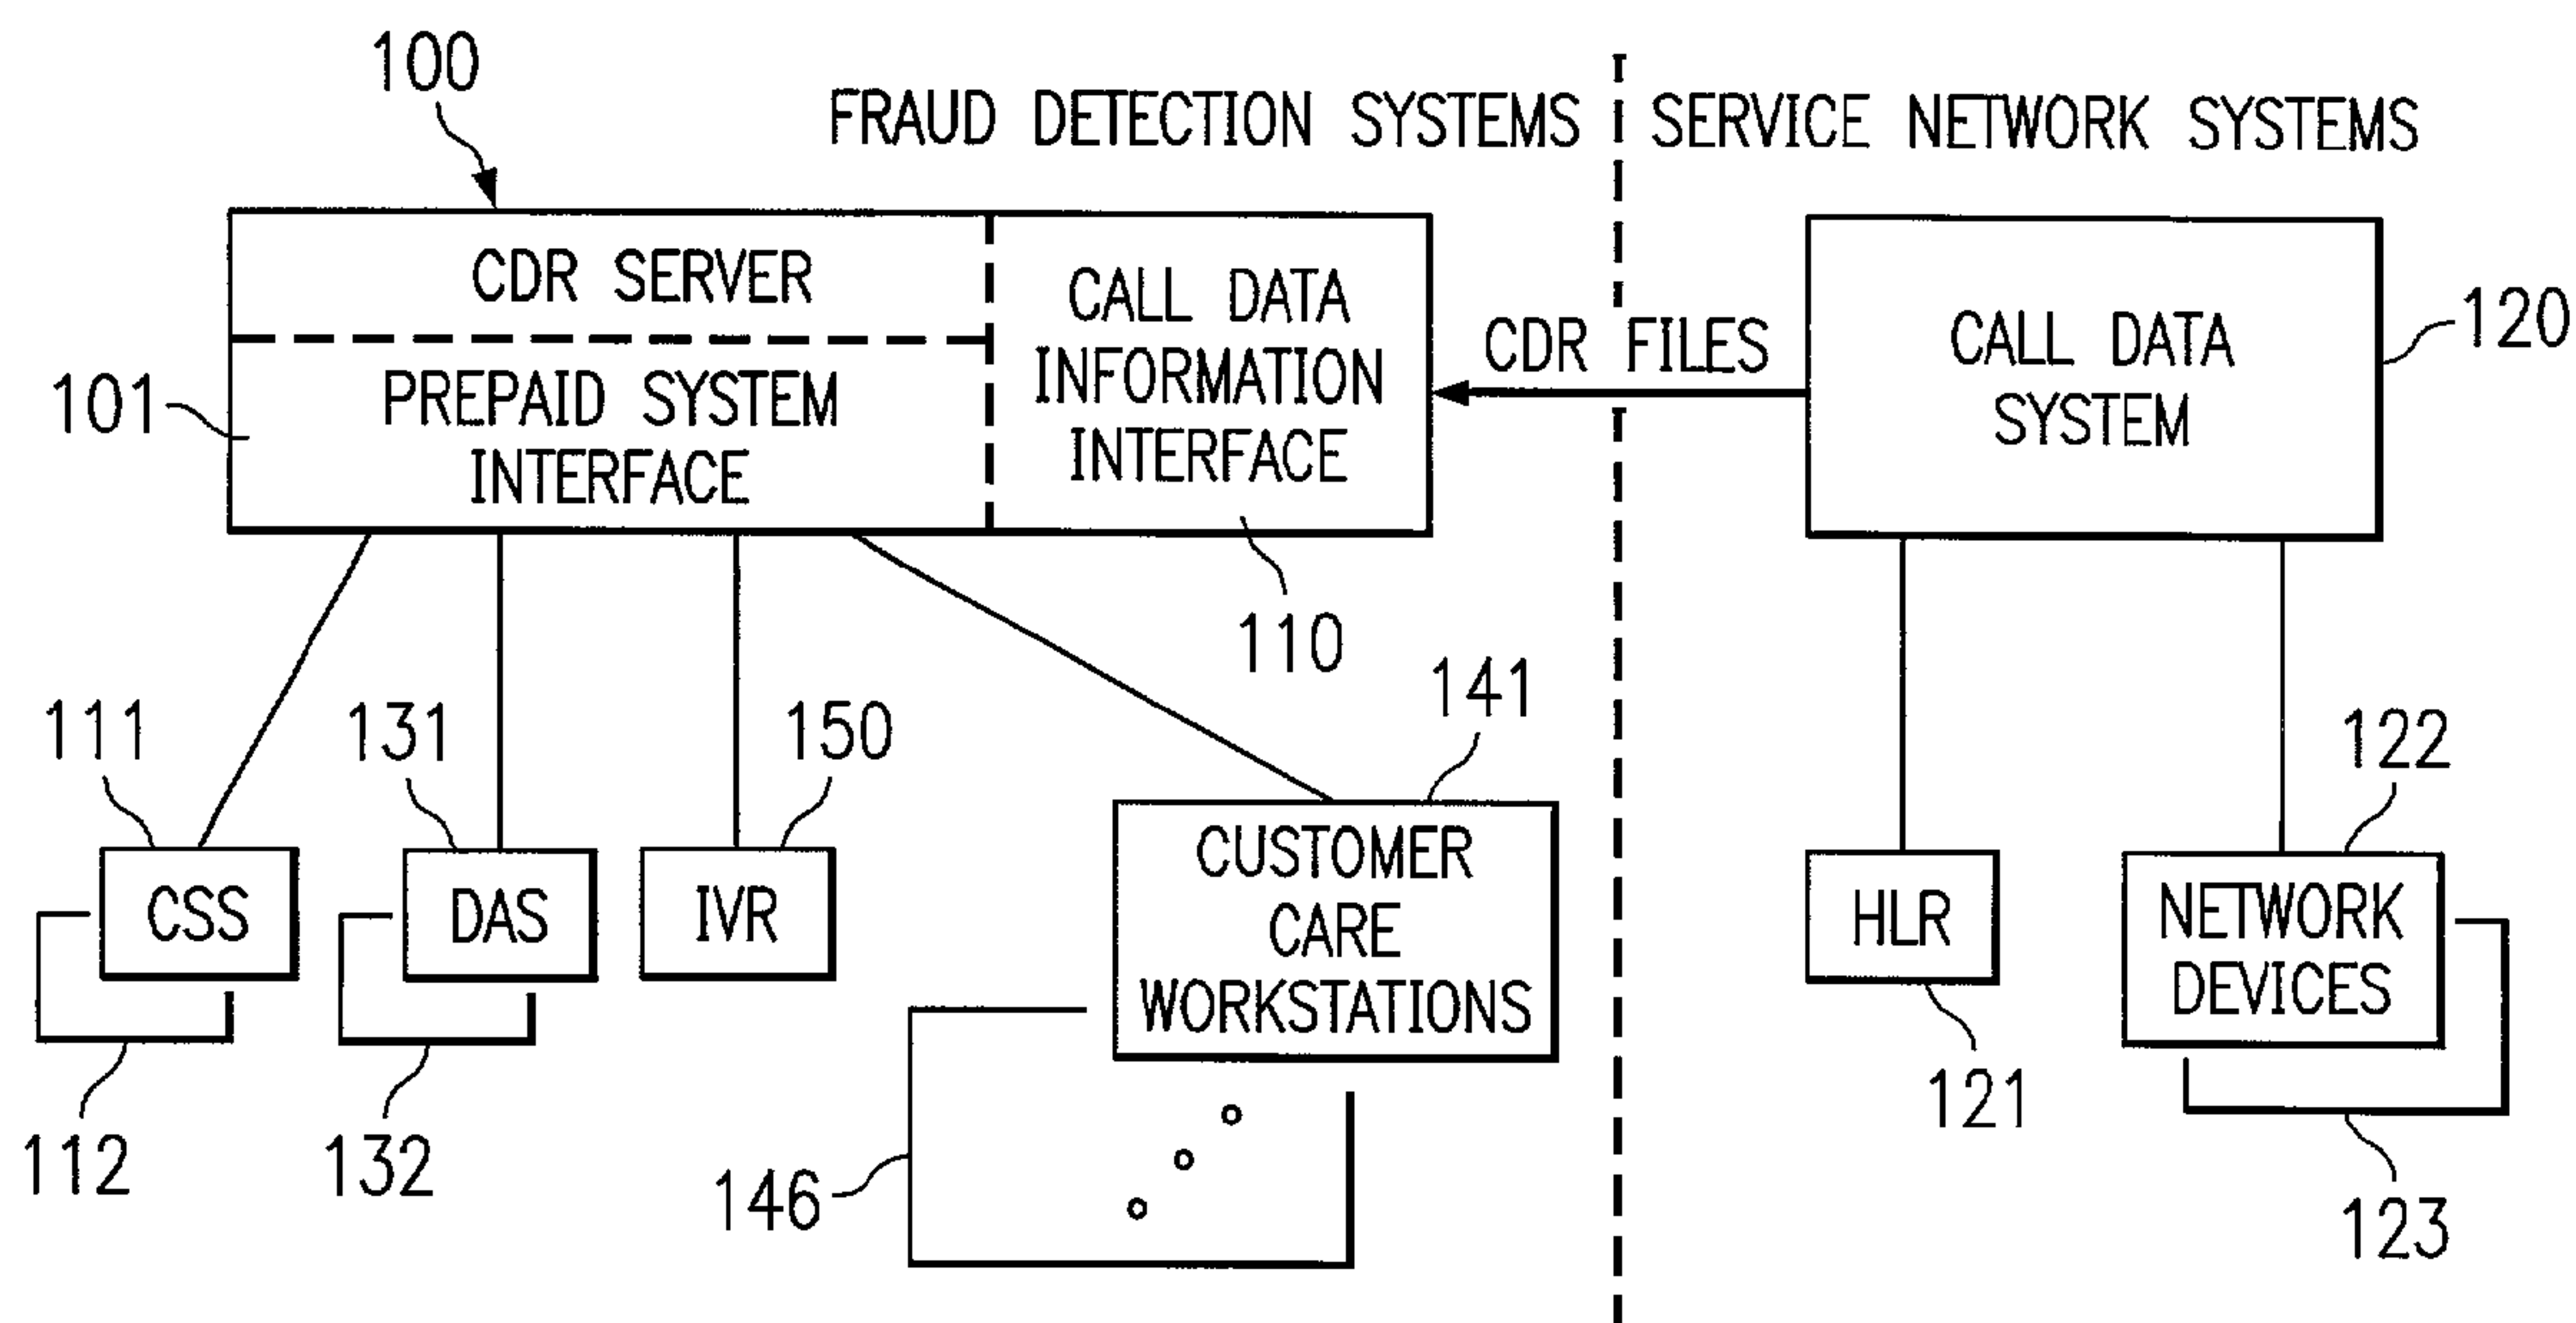 100
FRAUD DETECTION SYSTEMS
SERVICE NETWORK SYSTEMS
CDR SERVER
PREPAID SYSTEM
INTERFACE
101
CALL DATA
INFORMATION
INTERFACE
110
CDR FILES
CALL DATA
SYSTEM
120
111
CSS
112
131
DAS
132
150
IVR
141
CUSTOMER
CARE
WORKSTATIONS
146
HLR
121
122
NETWORK
DEVICES
123